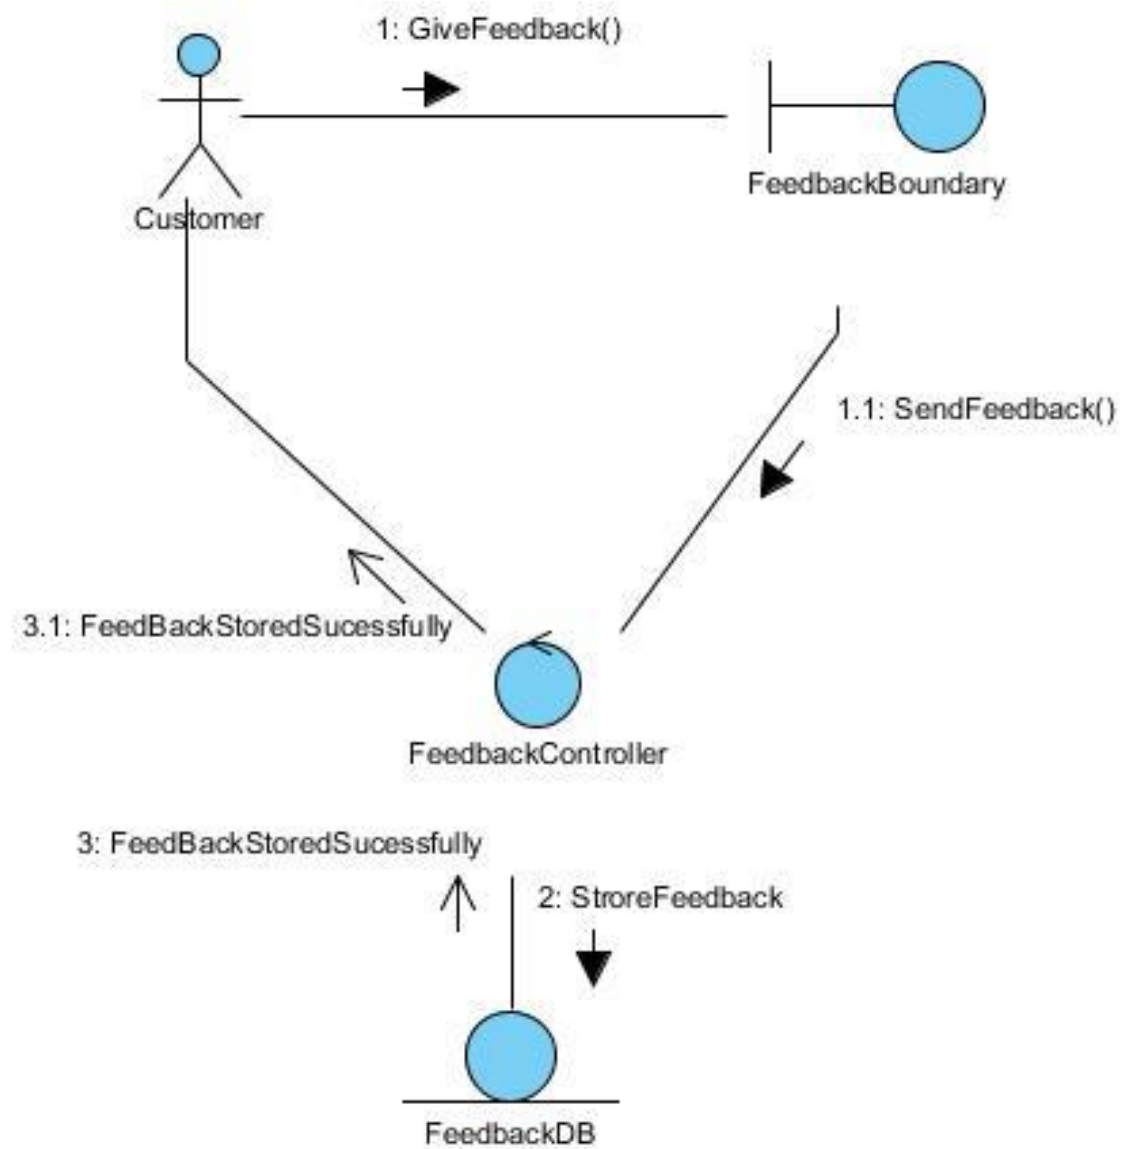 1: GiveFeedback()
Customer
FeedbackBoundary
1.1: SendFeedback()
3.1: FeedBackStoredSucessfully
FeedbackController
3: FeedBackStoredSucessfully
2: StroreFeedback
FeedbackDB